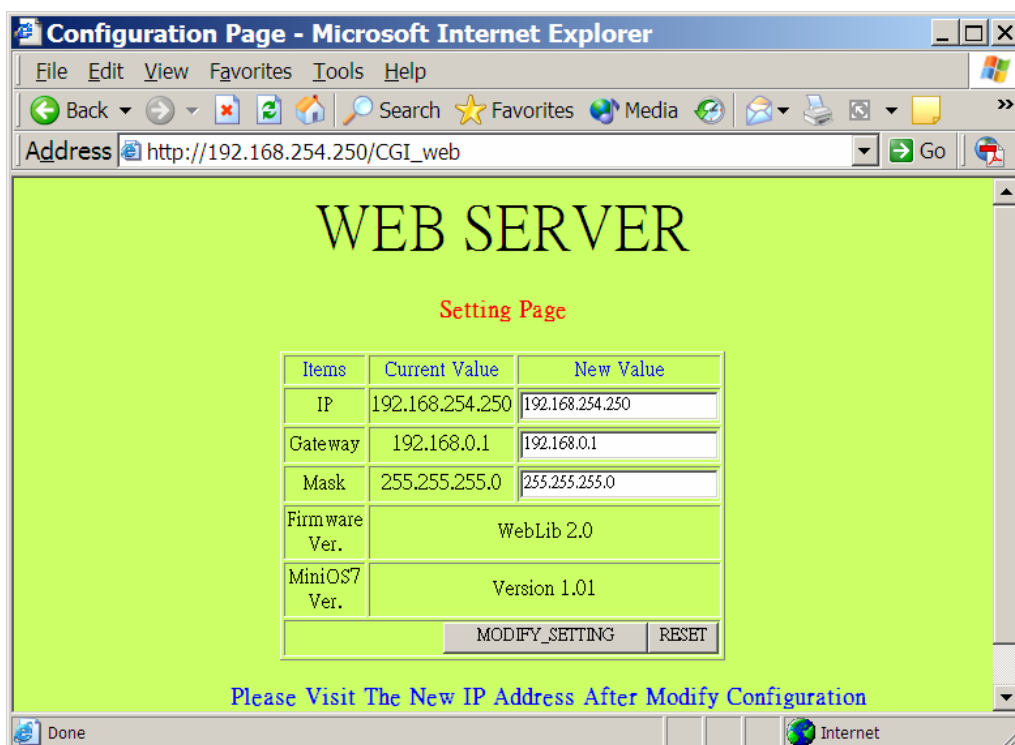 Configuration Page - Microsoft Internet Explorer
File Edit View Favorites Tools Help
Back Search Favorites Media
Address http://192.168.254.250/CGI_web Go
WEB SERVER
Setting Page
Items Current Value New Value
IP 192.168.254.250 192.168.254.250
Gateway 192.168.0.1 192.168.0.1
Mask 255.255.255.0 255.255.255.0
Firmware
Ver. WebLib 2.0
MiniOS7
Ver. Version 1.01
MODIFY_SETTING RESET
Please Visit The New IP Address After Modify Configuration
Done Internet